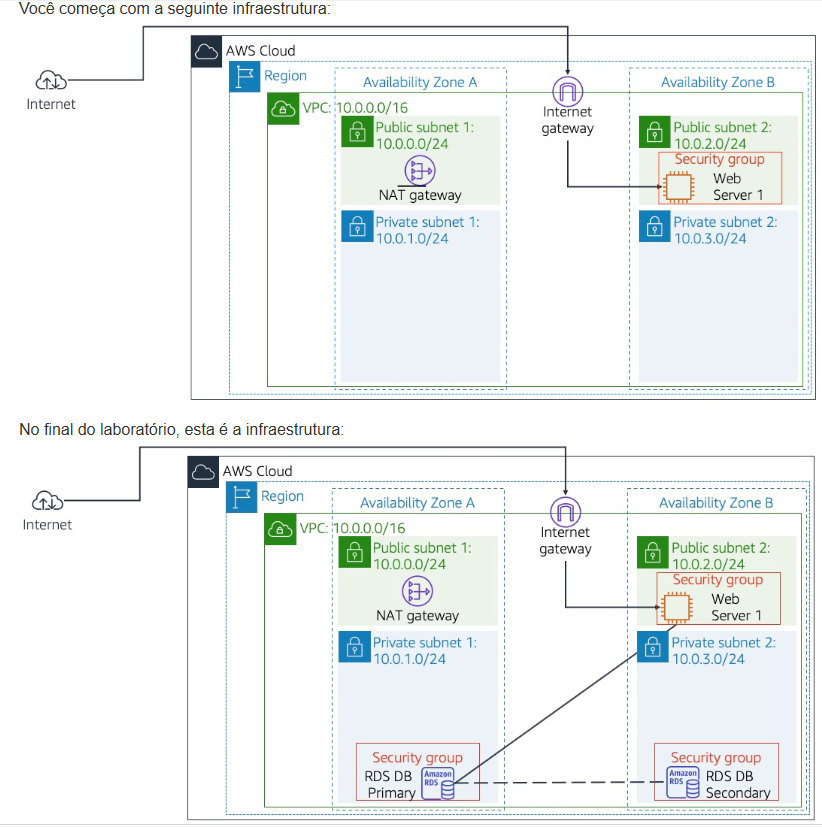 Você começa com a seguinte infraestrutura:
AWS Cloud
Region
Internet
Availability Zone A
Availability Zone B
VPC: 10.0.0.0/16
Internet
gateway
Public subnet 1:
10.0.0.0/24
NAT gateway
Public subnet 2:
10.0.2.0/24
Security group
Web
Server 1
Private subnet 1:
10.0.1.0/24
Private subnet 2:
10.0.3.0/24
No final do laboratório, esta é a infraestrutura:
AWS Cloud
Region
Internet
Availability Zone A
Availability Zone B
VPC: 10.0.0.0/16
Internet
gateway
Public subnet 1:
10.0.0.0/24
NAT gateway
Public subnet 2:
10.0.2.0/24
Security group
Web
Server 1
Private subnet 1:
10.0.1.0/24
Private subnet 2:
10.0.3.0/24
Security group
RDS DB
Primary
Amazon
RDS
Security group
Amazon
RDS
RDS DB
Secondary